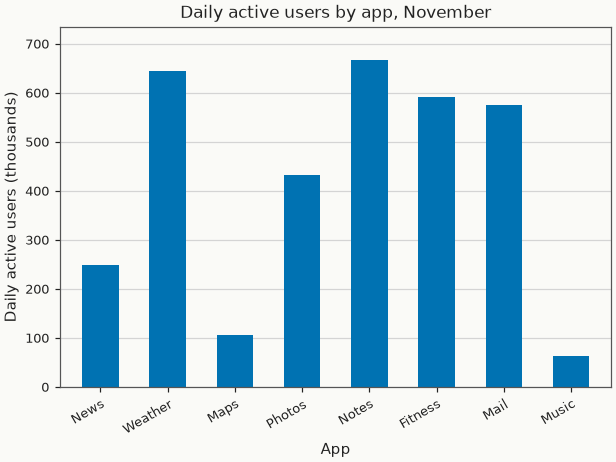 Daily active users by app, November
Daily active users (thousands)
700
600
500
400
300
200
100
0
News
Weather
Maps
Photos
Notes
Fitness
Mail
Music
App